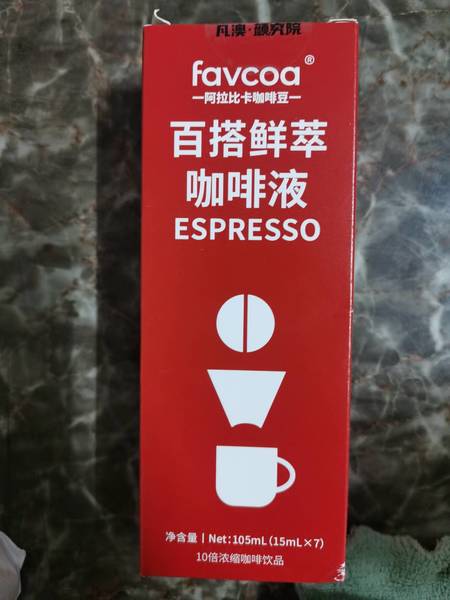 凡澳·颜究院
favcoa®
阿拉比卡咖啡豆
百搭鲜萃
咖啡液
ESPRESSO
净含量 | Net:105mL(15mL×7)
10倍浓缩咖啡饮品